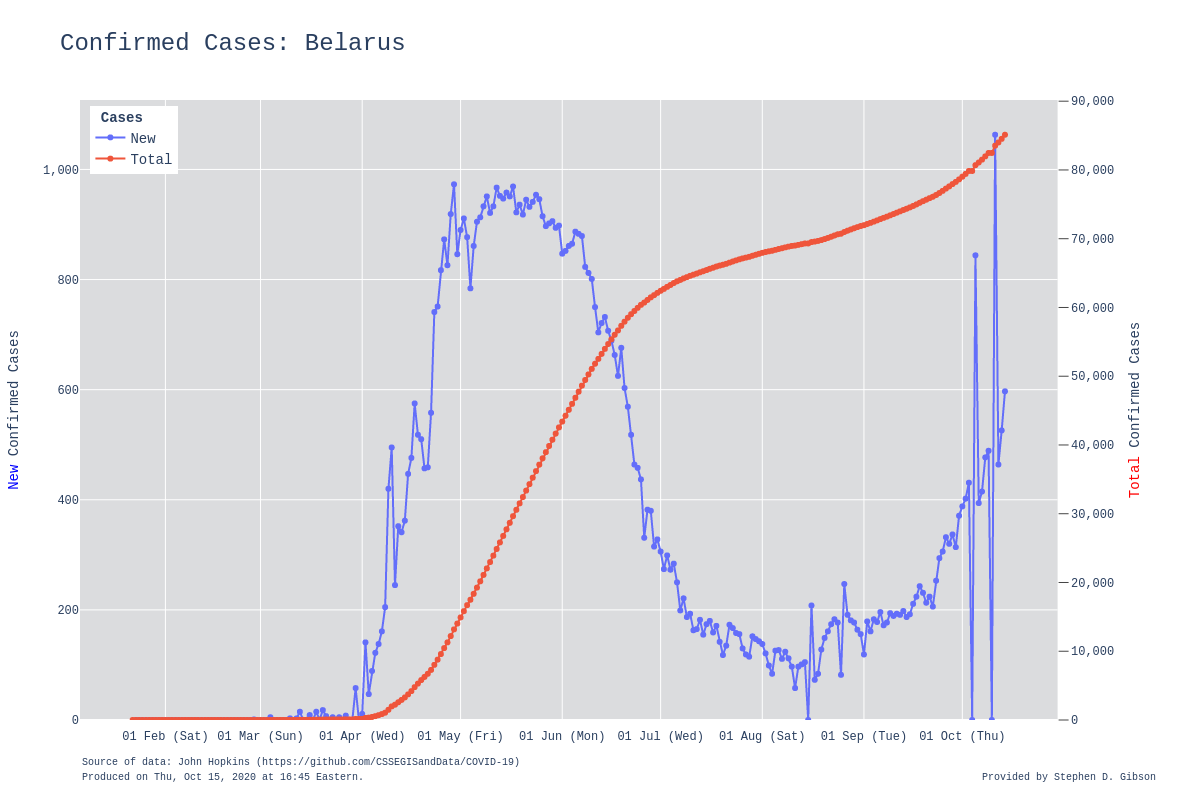 Confirmed Cases: Belarus
Cases
New
Total
90,000
1,000
80,000
70,000
800
60,000
600
50,000
40,000
400
30,000
200
20,000
10,000
0
0
New Confirmed Cases
Total Confirmed Cases
01 Feb (Sat) 01 Mar (Sun) 01 Apr (Wed) 01 May (Fri) 01 Jun (Mon) 01 Jul (Wed) 01 Aug (Sat) 01 Sep (Tue) 01 Oct (Thu)
Source of data: John Hopkins (https://github.com/CSSEGISandData/COVID-19)
Produced on Thu, Oct 15, 2020 at 16:45 Eastern.
Provided by Stephen D. Gibson